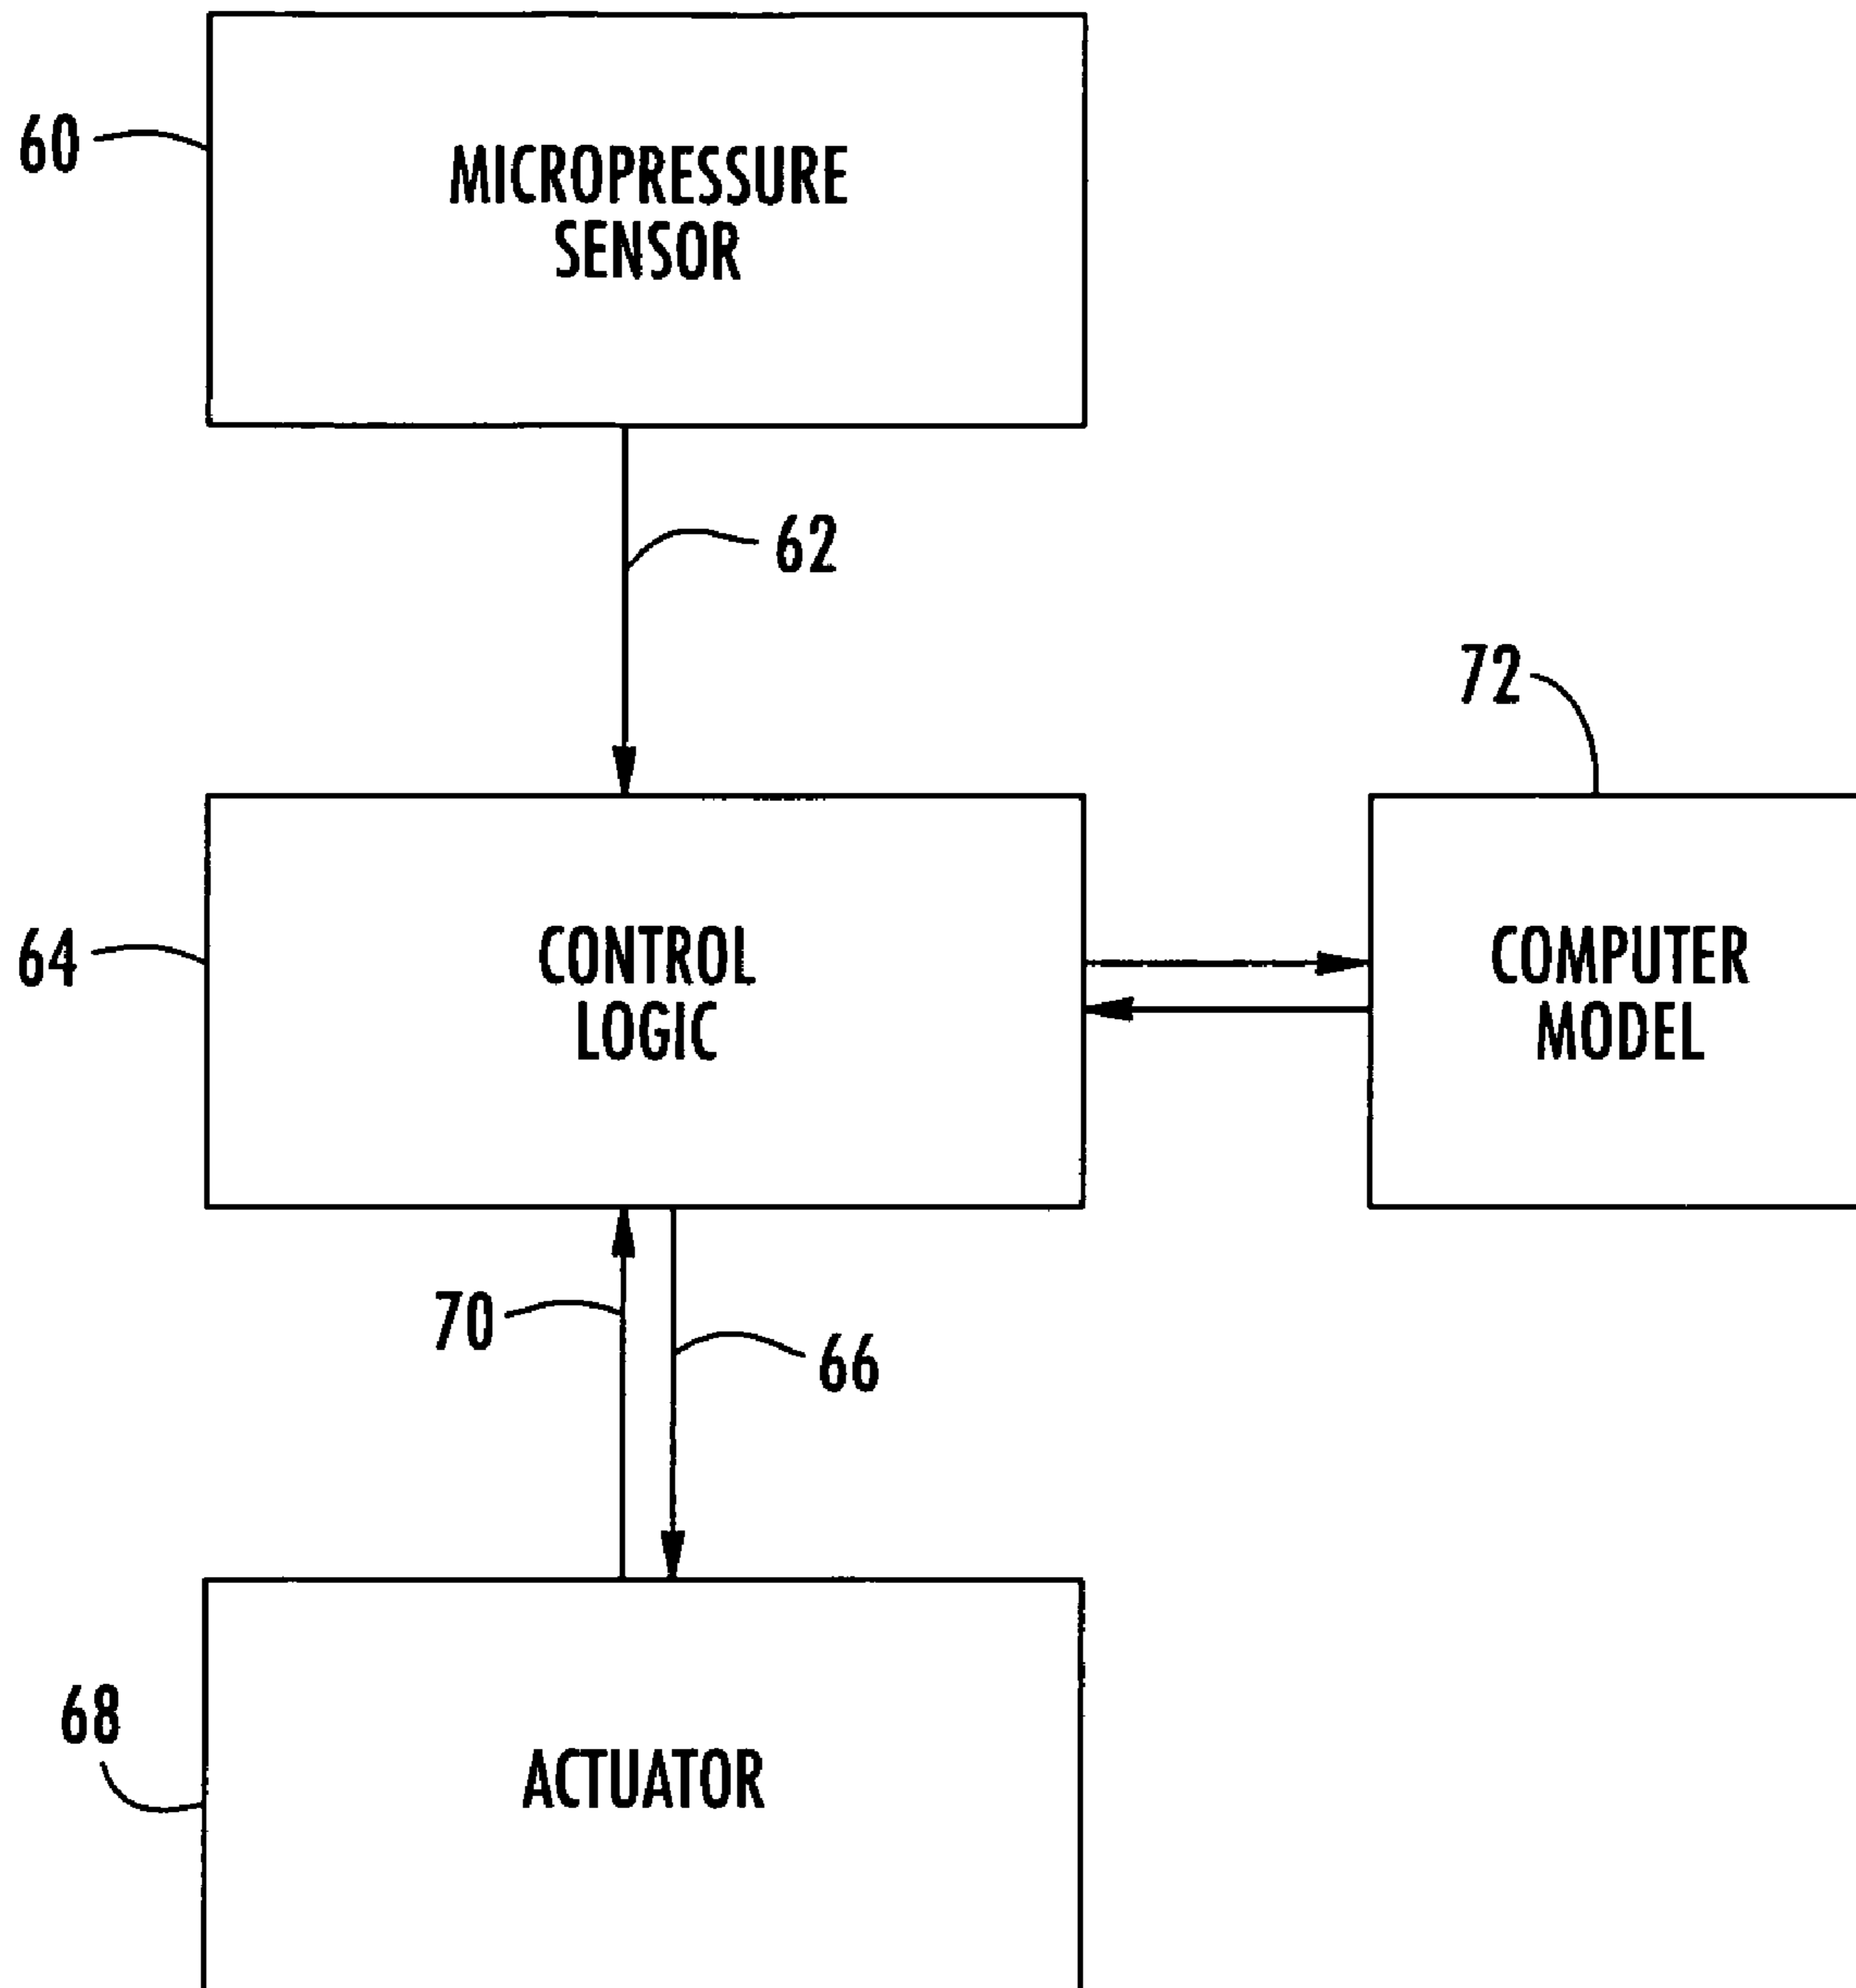 60
MICROPRESSURE
SENSOR
62
72
64
CONTROL
LOGIC
COMPUTER
MODEL
70
66
68
ACTUATOR